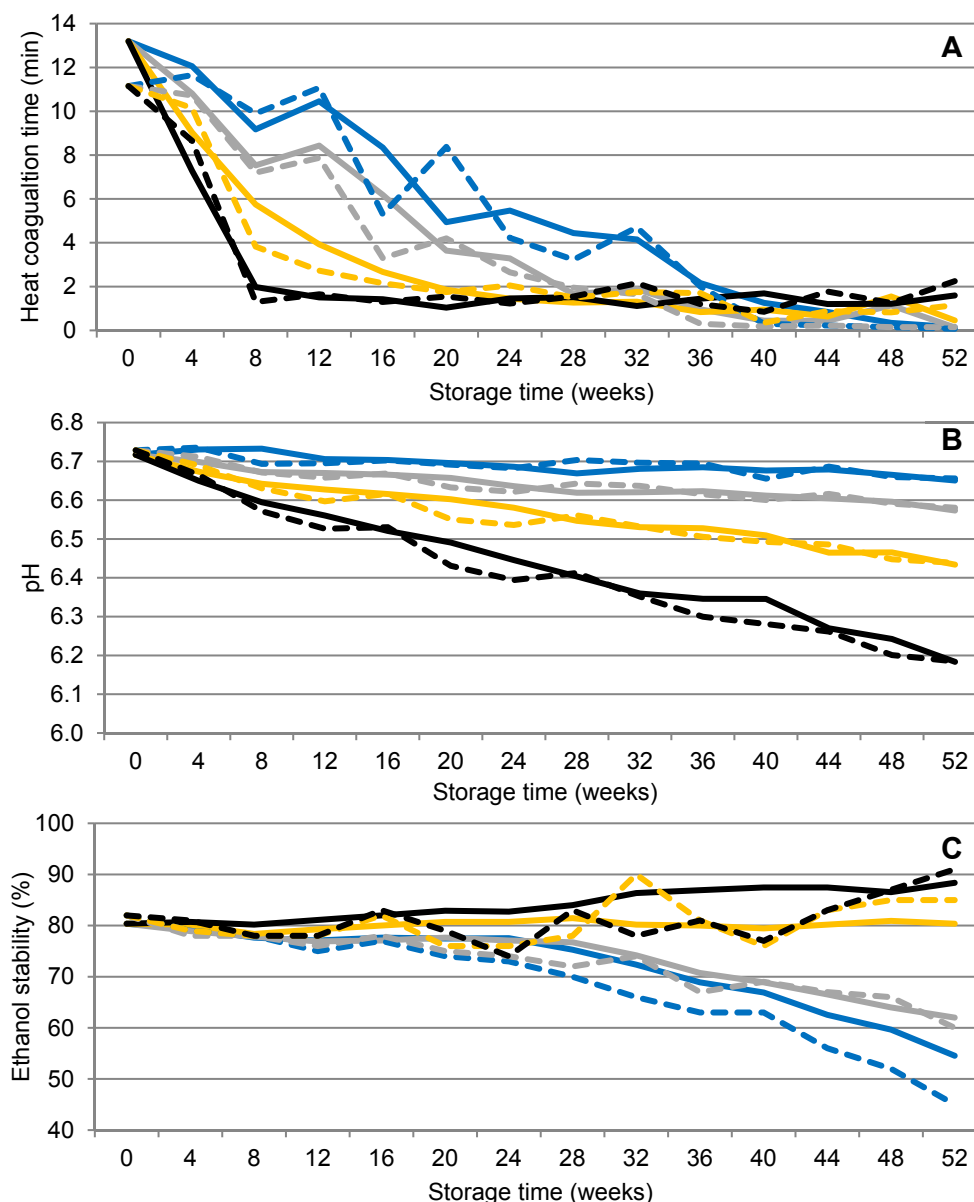 A
Heat coagualtion time (min)
14
12
10
8
6
4
2
0
0 4 8 12 16 20 24 28 32 36 40 44 48 52
Storage time (weeks)
B
pH
6.8
6.7
6.6
6.5
6.4
6.3
6.2
6.1
6.0
0 4 8 12 16 20 24 28 32 36 40 44 48 52
Storage time (weeks)
C
Ethanol stability (%)
100
90
80
70
60
50
40
0 4 8 12 16 20 24 28 32 36 40 44 48 52
Storage time (weeks)